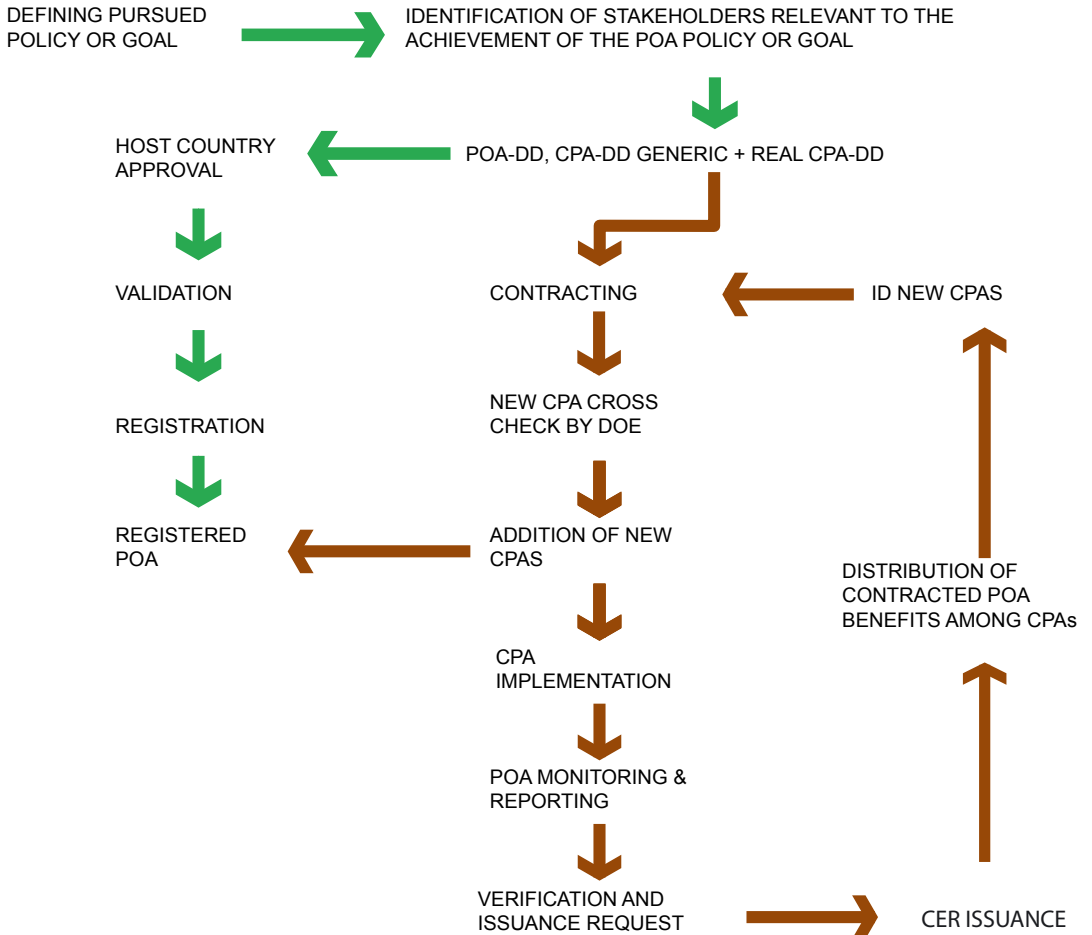 DEFINING PURSUED
POLICY OR GOAL
IDENTIFICATION OF STAKEHOLDERS RELEVANT TO THE
ACHIEVEMENT OF THE POA POLICY OR GOAL
HOST COUNTRY
APPROVAL
POA-DD, CPA-DD GENERIC + REAL CPA-DD
VALIDATION
CONTRACTING
ID NEW CPAS
REGISTRATION
NEW CPA CROSS
CHECK BY DOE
REGISTERED
POA
ADDITION OF NEW
CPAS
DISTRIBUTION OF
CONTRACTED POA
BENEFITS AMONG CPAs
CPA
IMPLEMENTATION
POA MONITORING &
REPORTING
VERIFICATION AND
ISSUANCE REQUEST
CER ISSUANCE